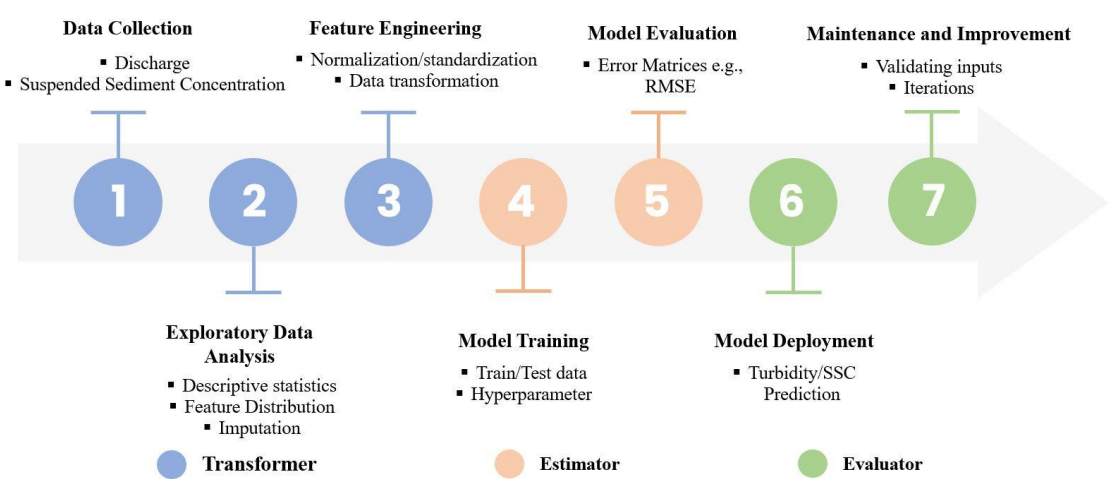 Data Collection
▪ Discharge
▪ Suspended Sediment Concentration
Feature Engineering
▪ Normalization/standardization
▪ Data transformation
Model Evaluation
▪ Error Matrices e.g.,
RMSE
Maintenance and Improvement
▪ Validating inputs
▪ Iterations
1
2
3
4
5
6
7
Exploratory Data
Analysis
▪ Descriptive statistics
▪ Feature Distribution
▪ Imputation
Model Training
▪ Train/Test data
▪ Hyperparameter
Model Deployment
▪ Turbidity/SSC
Prediction
Transformer
Estimator
Evaluator